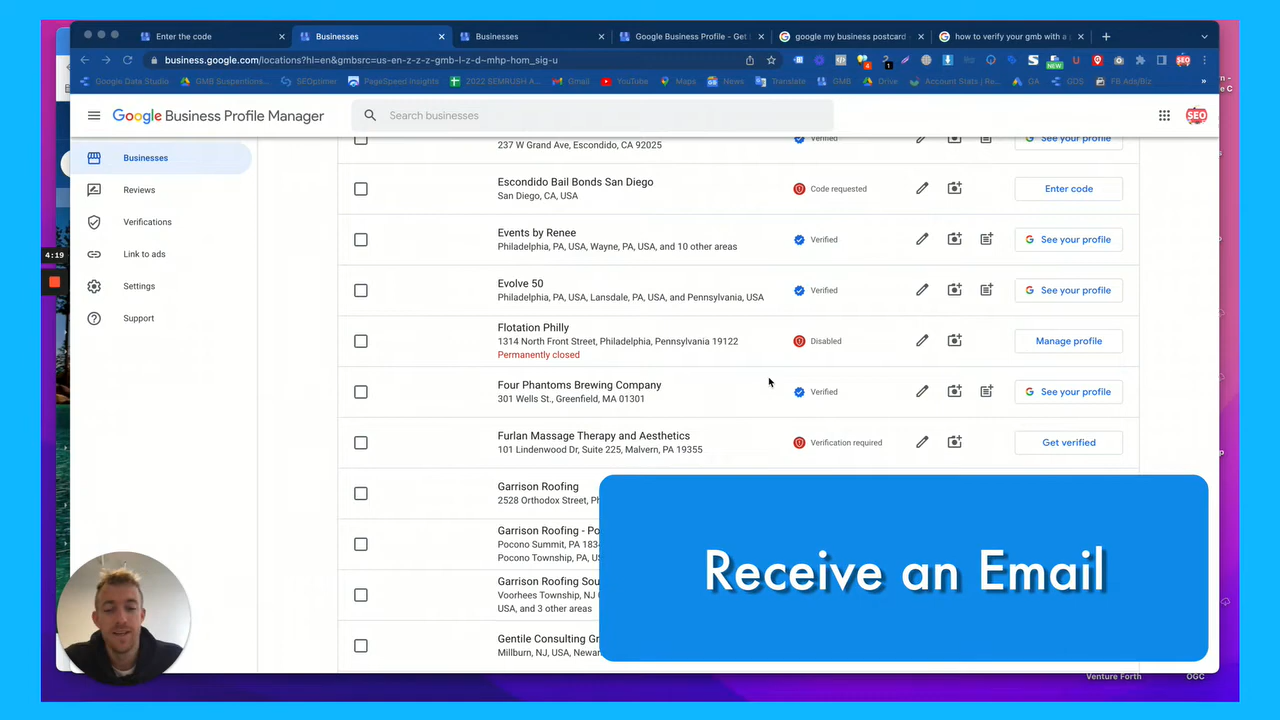 Enter the code
Businesses
Businesses
Google Business Profile - Get
google my business postcard
how to verify your gmb with a
business.google.com/locations?hl=en&gmbsrc=us-en-z-z-z-gmb-l-z-d~mhp-hom_sig-u
Google Data Studio
GMB Suspentions
SEOptimer
PageSpeed Insights
2022 SEMRUSH A...
Gmail
YouTube
Maps
News
Translate
GMB
Drive
Account Stats | Re...
GA
GDS
FB Ads/Biz
Google Business Profile Manager
Search businesses
SEO
Businesses
Reviews
Verifications
Link to ads
Settings
Support
4:19
237 W Grand Ave, Escondido, CA 92025
Verified
See your profile
Escondido Bail Bonds San Diego
San Diego, CA, USA
Code requested
Enter code
Events by Renee
Philadelphia, PA, USA, Wayne, PA, USA, and 10 other areas
Verified
See your profile
Evolve 50
Philadelphia, PA, USA, Lansdale, PA, USA, and Pennsylvania, USA
Verified
See your profile
Flotation Philly
1314 North Front Street, Philadelphia, Pennsylvania 19122
Permanently closed
Disabled
Manage profile
Four Phantoms Brewing Company
301 Wells St., Greenfield, MA 01301
Verified
See your profile
Furlan Massage Therapy and Aesthetics
101 Lindenwood Dr, Suite 225, Malvern, PA 19355
Verification required
Get verified
Garrison Roofing
2528 Orthodox Street, Ph
Garrison Roofing - Po
Pocono Summit, PA 1834
Pocono Township, PA, U
Garrison Roofing Sou
Voorhees Township, NJ
USA, and 3 other areas
Gentile Consulting Gr
Millburn, NJ, USA, Newar
Receive an Email
Venture Forth
OGC